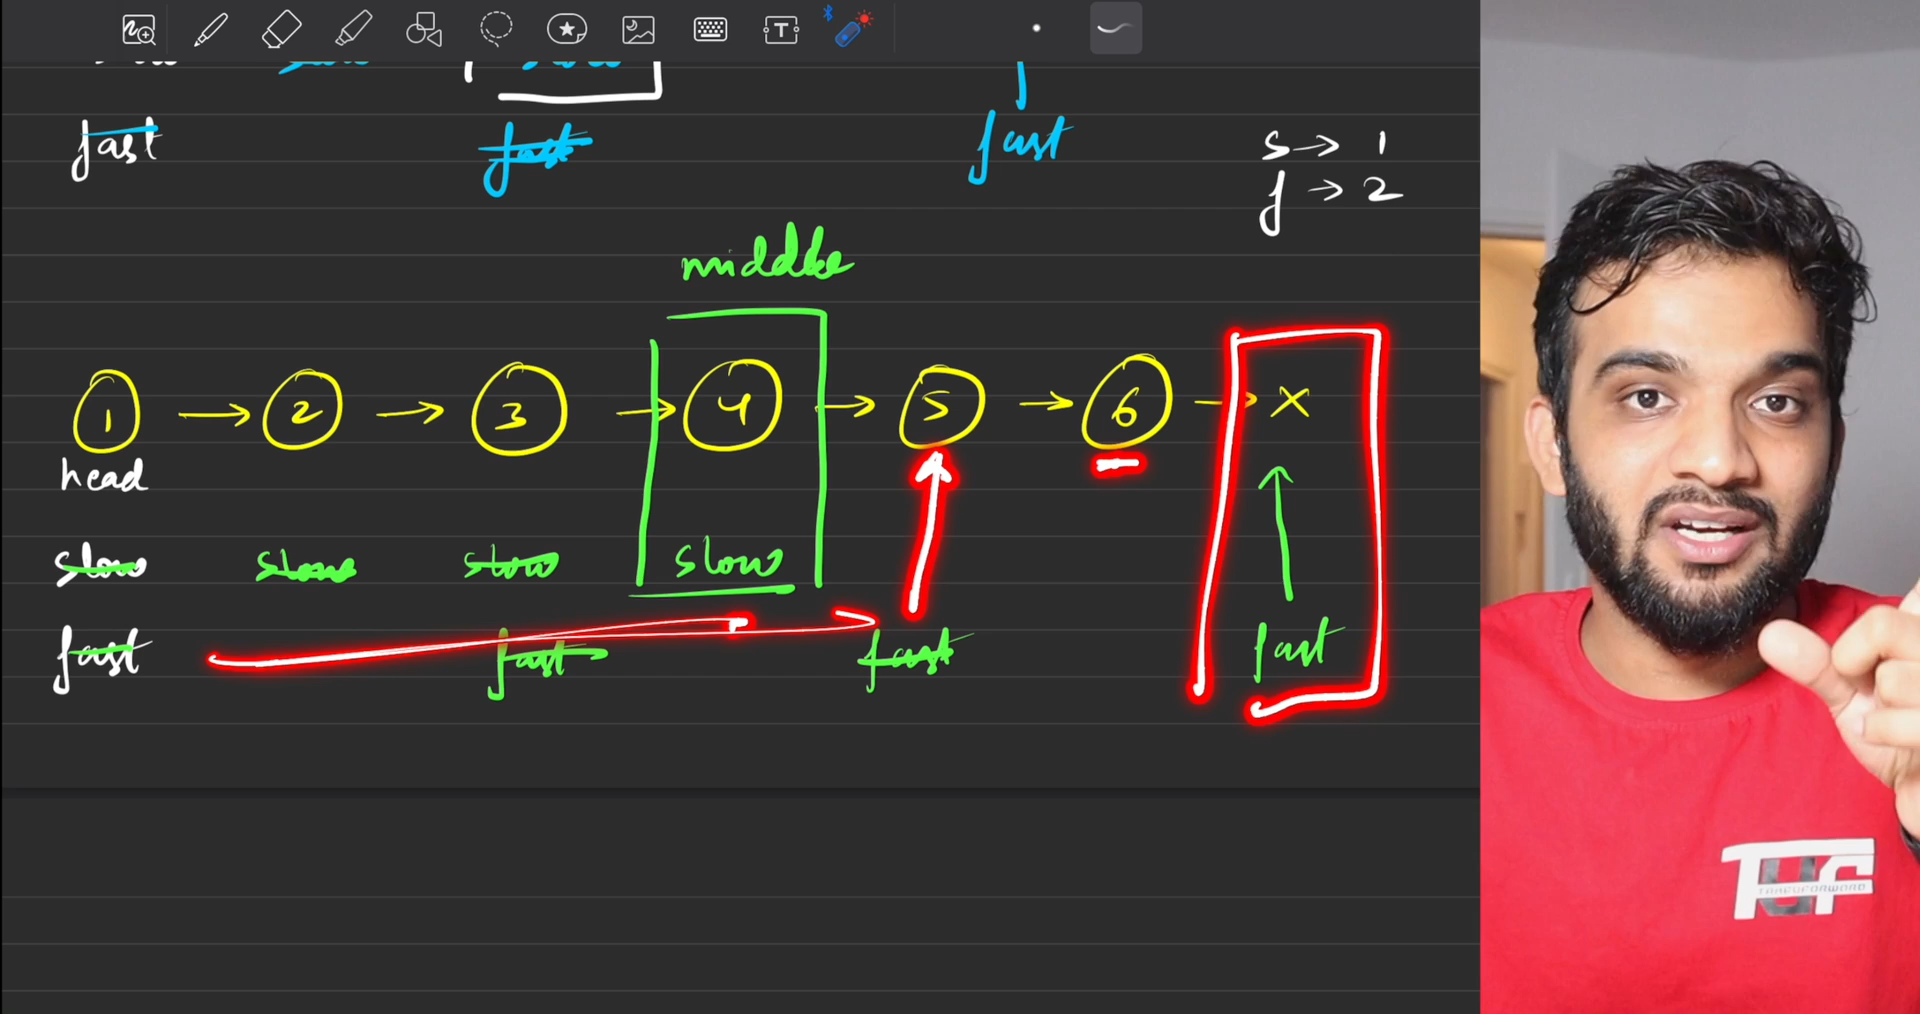 T
fast fast fast
s → 1
f → 2
middle
1 → 2 → 3 → 4 → 5 → 6 → x
head
slow slow slow slow
fast fast fast fast
TUF
TAKEUFORWARD